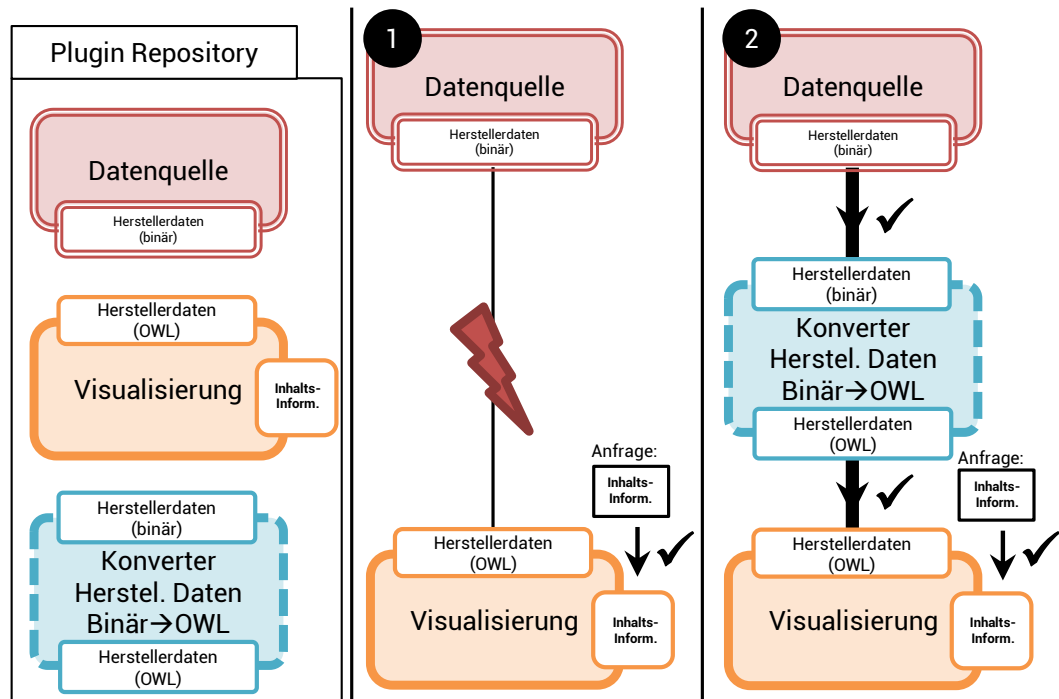 Plugin Repository
Datenquelle
Herstellerdaten
(binär)
Herstellerdaten
(OWL)
Visualisierung
Inhalts-
Inform.
Herstellerdaten
(binär)
Konverter
Herstel. Daten
Binär→OWL
Herstellerdaten
(OWL)
1
Datenquelle
Herstellerdaten
(binär)
Anfrage:
Inhalts-
Inform.
Herstellerdaten
(OWL)
Visualisierung
Inhalts-
Inform.
2
Datenquelle
Herstellerdaten
(binär)
Herstellerdaten
(binär)
Konverter
Herstel. Daten
Binär→OWL
Herstellerdaten
(OWL)
Anfrage:
Inhalts-
Inform.
Herstellerdaten
(OWL)
Visualisierung
Inhalts-
Inform.